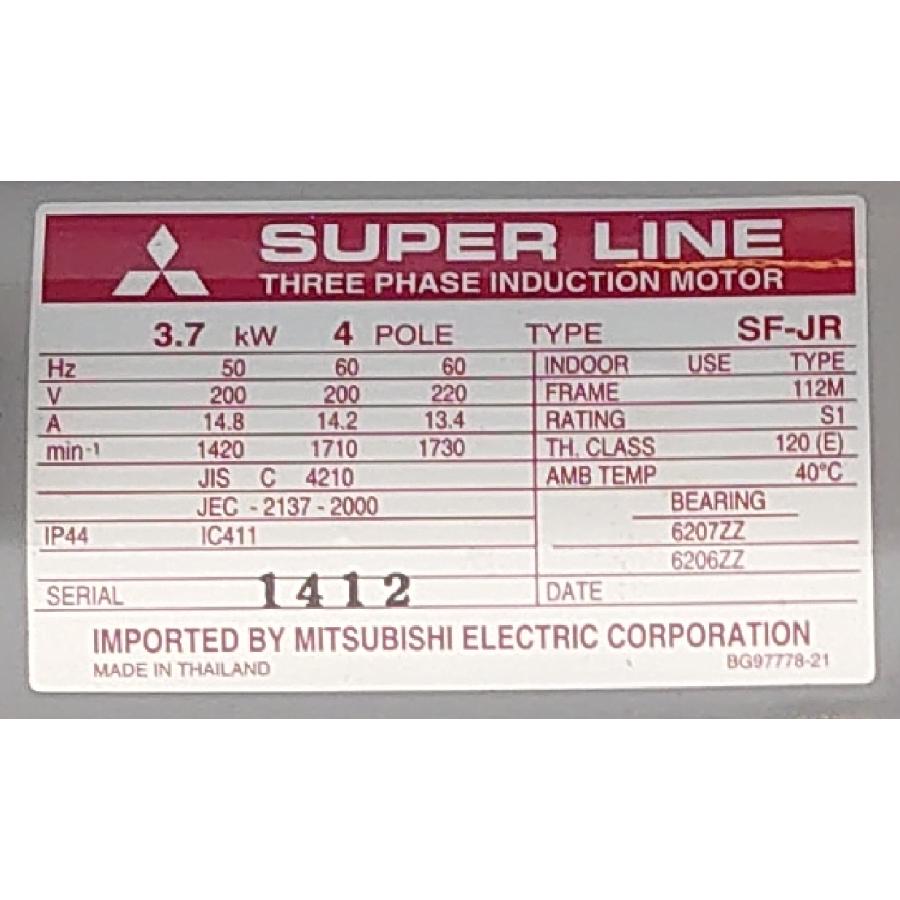 SUPER LINE
THREE PHASE INDUCTION MOTOR
3.7 kW 4 POLE TYPE SF-JR
Hz 50 60 60 INDOOR USE TYPE
V 200 200 220 FRAME 112M
A 14.8 14.2 13.4 RATING S1
min-1 1420 1710 1730 TH. CLASS 120 (E)
JIS C 4210 AMB TEMP 40°C
JEC - 2137 - 2000 BEARING
IP44 IC411 6207ZZ
6206ZZ
SERIAL 1412 DATE
IMPORTED BY MITSUBISHI ELECTRIC CORPORATION
MADE IN THAILAND BG97778-21